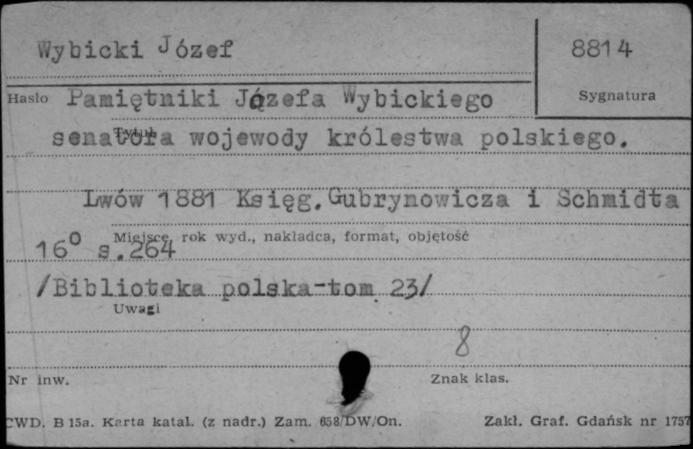 Wybicki Józef
8814
Hasło Pamiętniki Józefa Wybickiego
Sygnatura
Tytuł
senatora wojewody królestwa polskiego.
Lwów 1881 Księg. Gubrynowicza i Schmidta
Miejsce, rok wyd., nakładca, format, objętość
16⁰ s.264
/Biblioteka polska-tom 23/
Uwagi
8
Nr inw.
Znak klas.
CWD. B 15a. Karta katal. (z nadr.) Zam. 658/DW/On.
Zakł. Graf. Gdańsk nr 1757